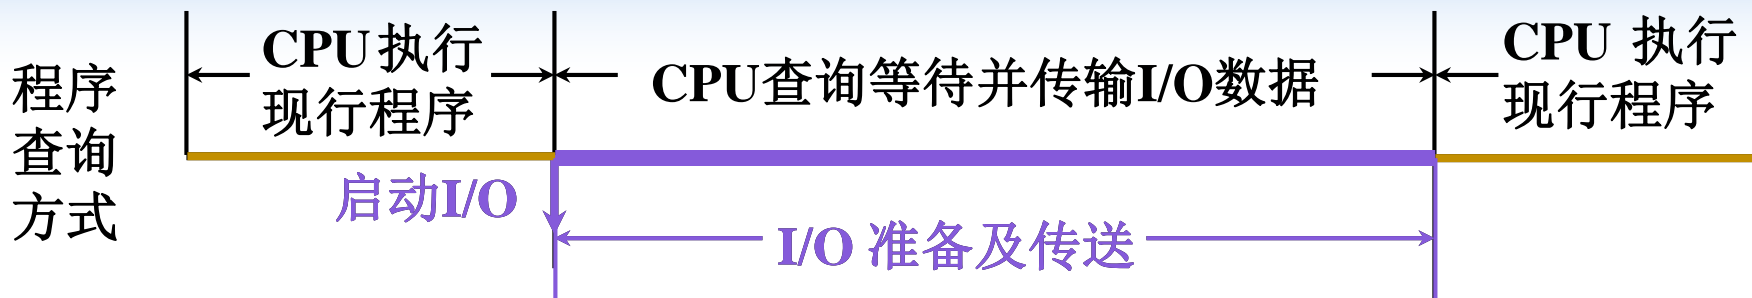 程序
查询
方式
CPU执行
现行程序
CPU查询等待并传输I/O数据
CPU 执行
现行程序
启动I/O
I/O 准备及传送